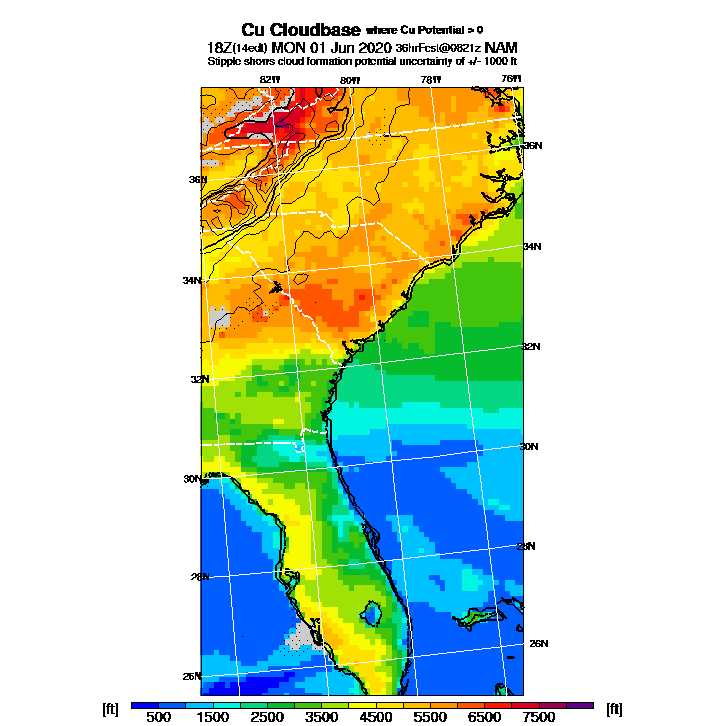 Cu Cloudbase where Cu Potential > 0
18Z(14edt) MON 01 Jun 2020 36hrFcst@0821z NAM
Stipple shows cloud formation potential uncertainty of +/- 1000 ft
82W 80W 78W 76W
36N
36N
34N
34N
32N
32N
30N
30N
28N
28N
26N
26N
[ft] 500 1500 2500 3500 4500 5500 6500 7500 [ft]